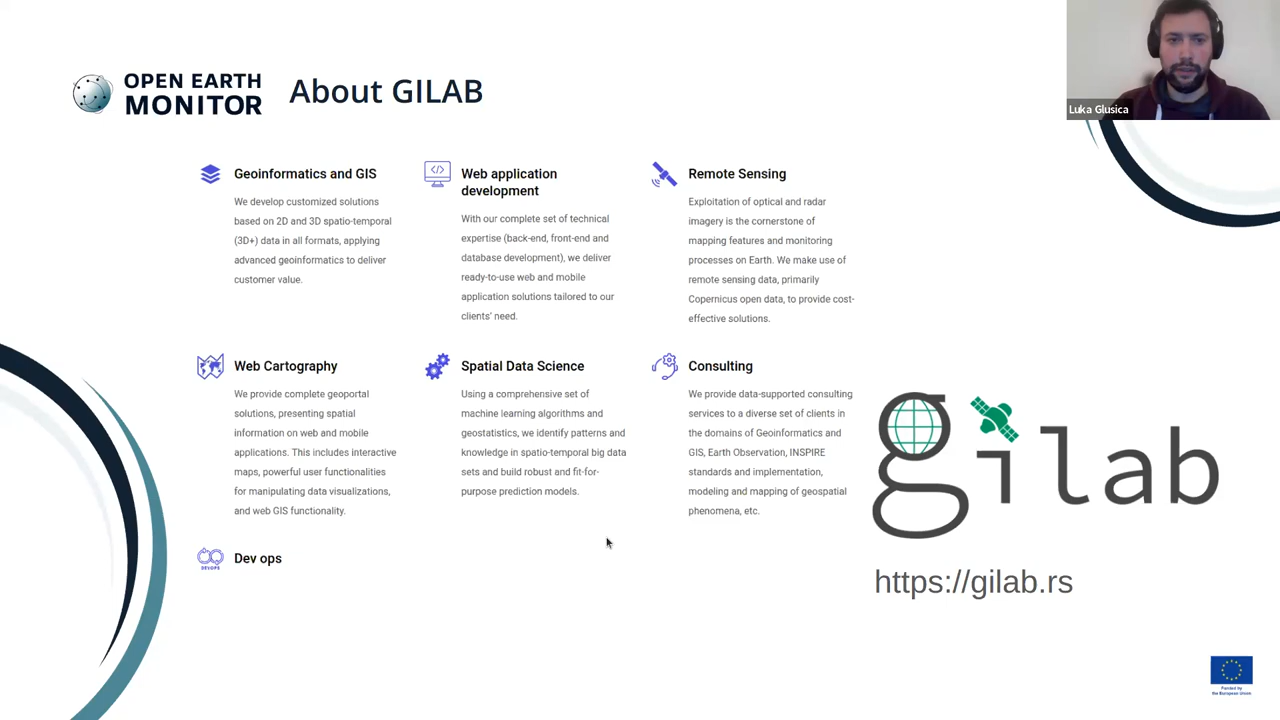 Luka Glusica
OPEN EARTH
MONITOR
About GILAB
Geoinformatics and GIS
We develop customized solutions
based on 2D and 3D spatio-temporal
(3D+) data in all formats, applying
advanced geoinformatics to deliver
customer value.
Web application
development
With our complete set of technical
expertise (back-end, front-end and
database development), we deliver
ready-to-use web and mobile
application solutions tailored to our
clients' need.
Remote Sensing
Exploitation of optical and radar
imagery is the cornerstone of
mapping features and monitoring
processes on Earth. We make use of
remote sensing data, primarily
Copernicus open data, to provide cost-
effective solutions.
Web Cartography
We provide complete geoportal
solutions, presenting spatial
information on web and mobile
applications. This includes interactive
maps, powerful user functionalities
for manipulating data visualizations,
and web GIS functionality.
Spatial Data Science
Using a comprehensive set of
machine learning algorithms and
geostatistics, we identify patterns and
knowledge in spatio-temporal big data
sets and build robust and fit-for-
purpose prediction models.
Consulting
We provide data-supported consulting
services to a diverse set of clients in
the domains of Geoinformatics and
GIS, Earth Observation, INSPIRE
standards and implementation,
modeling and mapping of geospatial
phenomena, etc.
DEVOPS
Dev ops
gilab
https://gilab.rs
Funded by
the European Union